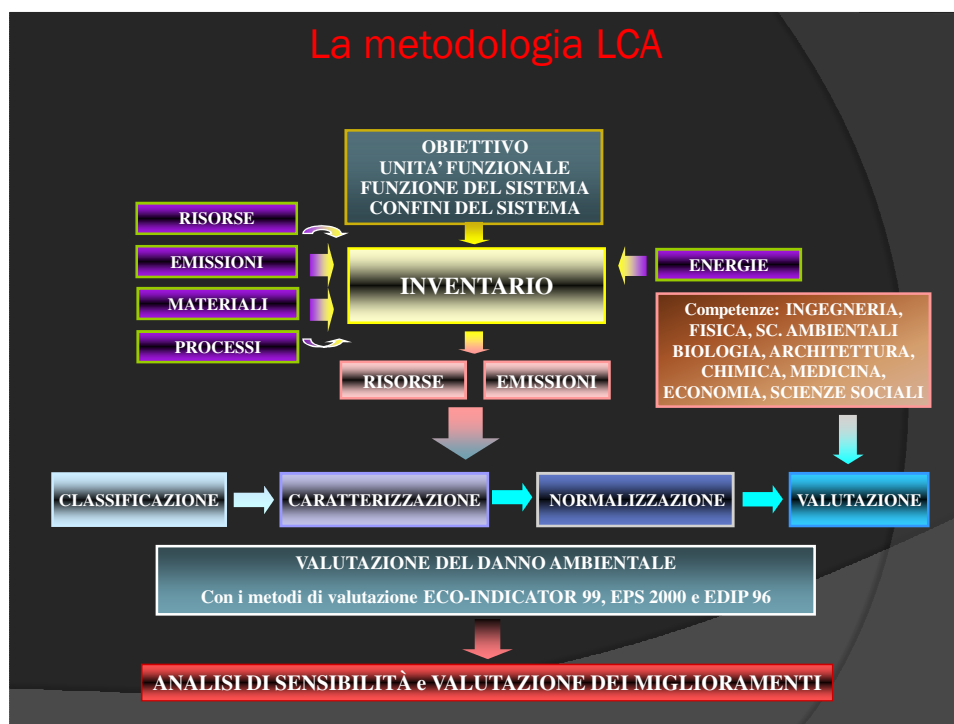 La metodologia LCA
OBIETTIVO
UNITA’ FUNZIONALE
FUNZIONE DEL SISTEMA
CONFINI DEL SISTEMA
RISORSE
EMISSIONI
MATERIALI
PROCESSI
INVENTARIO
ENERGIE
Competenze: INGEGNERIA,
FISICA, SC. AMBIENTALI
BIOLOGIA, ARCHITETTURA,
CHIMICA, MEDICINA,
ECONOMIA, SCIENZE SOCIALI
RISORSE
EMISSIONI
CLASSIFICAZIONE
CARATTERIZZAZIONE
NORMALIZZAZIONE
VALUTAZIONE
VALUTAZIONE DEL DANNO AMBIENTALE
Con i metodi di valutazione ECO-INDICATOR 99, EPS 2000 e EDIP 96
ANALISI DI SENSIBILITÀ e VALUTAZIONE DEI MIGLIORAMENTI